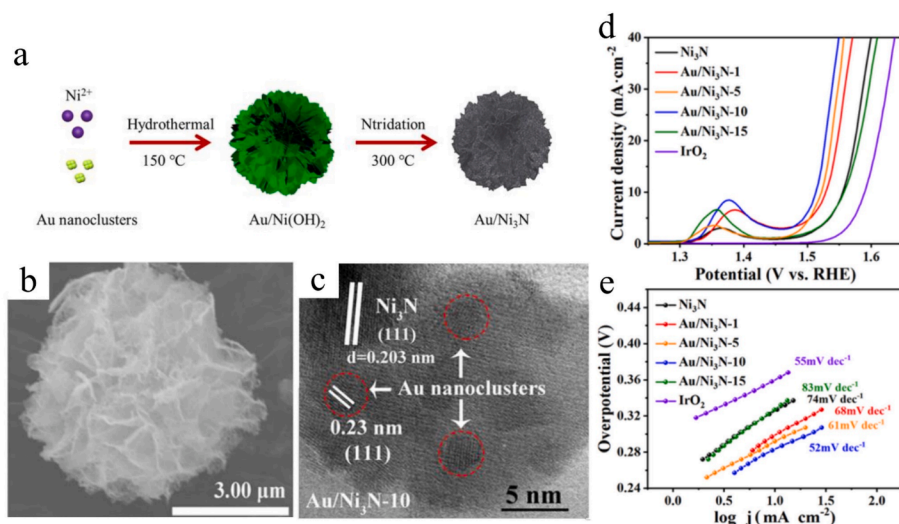 a
Ni²⁺
Hydrothermal
150 ℃
Ntridation
300 ℃
Au nanoclusters
Au/Ni(OH)₂
Au/Ni₃N
b
3.00 μm
c
Ni₃N
(111)
d=0.203 nm
Au nanoclusters
0.23 nm
(111)
Au/Ni₃N-10
5 nm
d
Current density (mA·cm⁻²)
40
30
20
10
0
Ni₃N
Au/Ni₃N-1
Au/Ni₃N-5
Au/Ni₃N-10
Au/Ni₃N-15
IrO₂
1.3 1.4 1.5 1.6
Potential (V vs. RHE)
e
Overpotential (V)
0.44
0.40
0.36
0.32
0.28
0.24
Ni₃N
Au/Ni₃N-1
Au/Ni₃N-5
Au/Ni₃N-10
Au/Ni₃N-15
IrO₂
55mV dec⁻¹
83mV dec⁻¹
74mV dec⁻¹
68mV dec⁻¹
61mV dec⁻¹
52mV dec⁻¹
0.0 0.5 1.0 1.5 2.0
log j (mA cm⁻²)